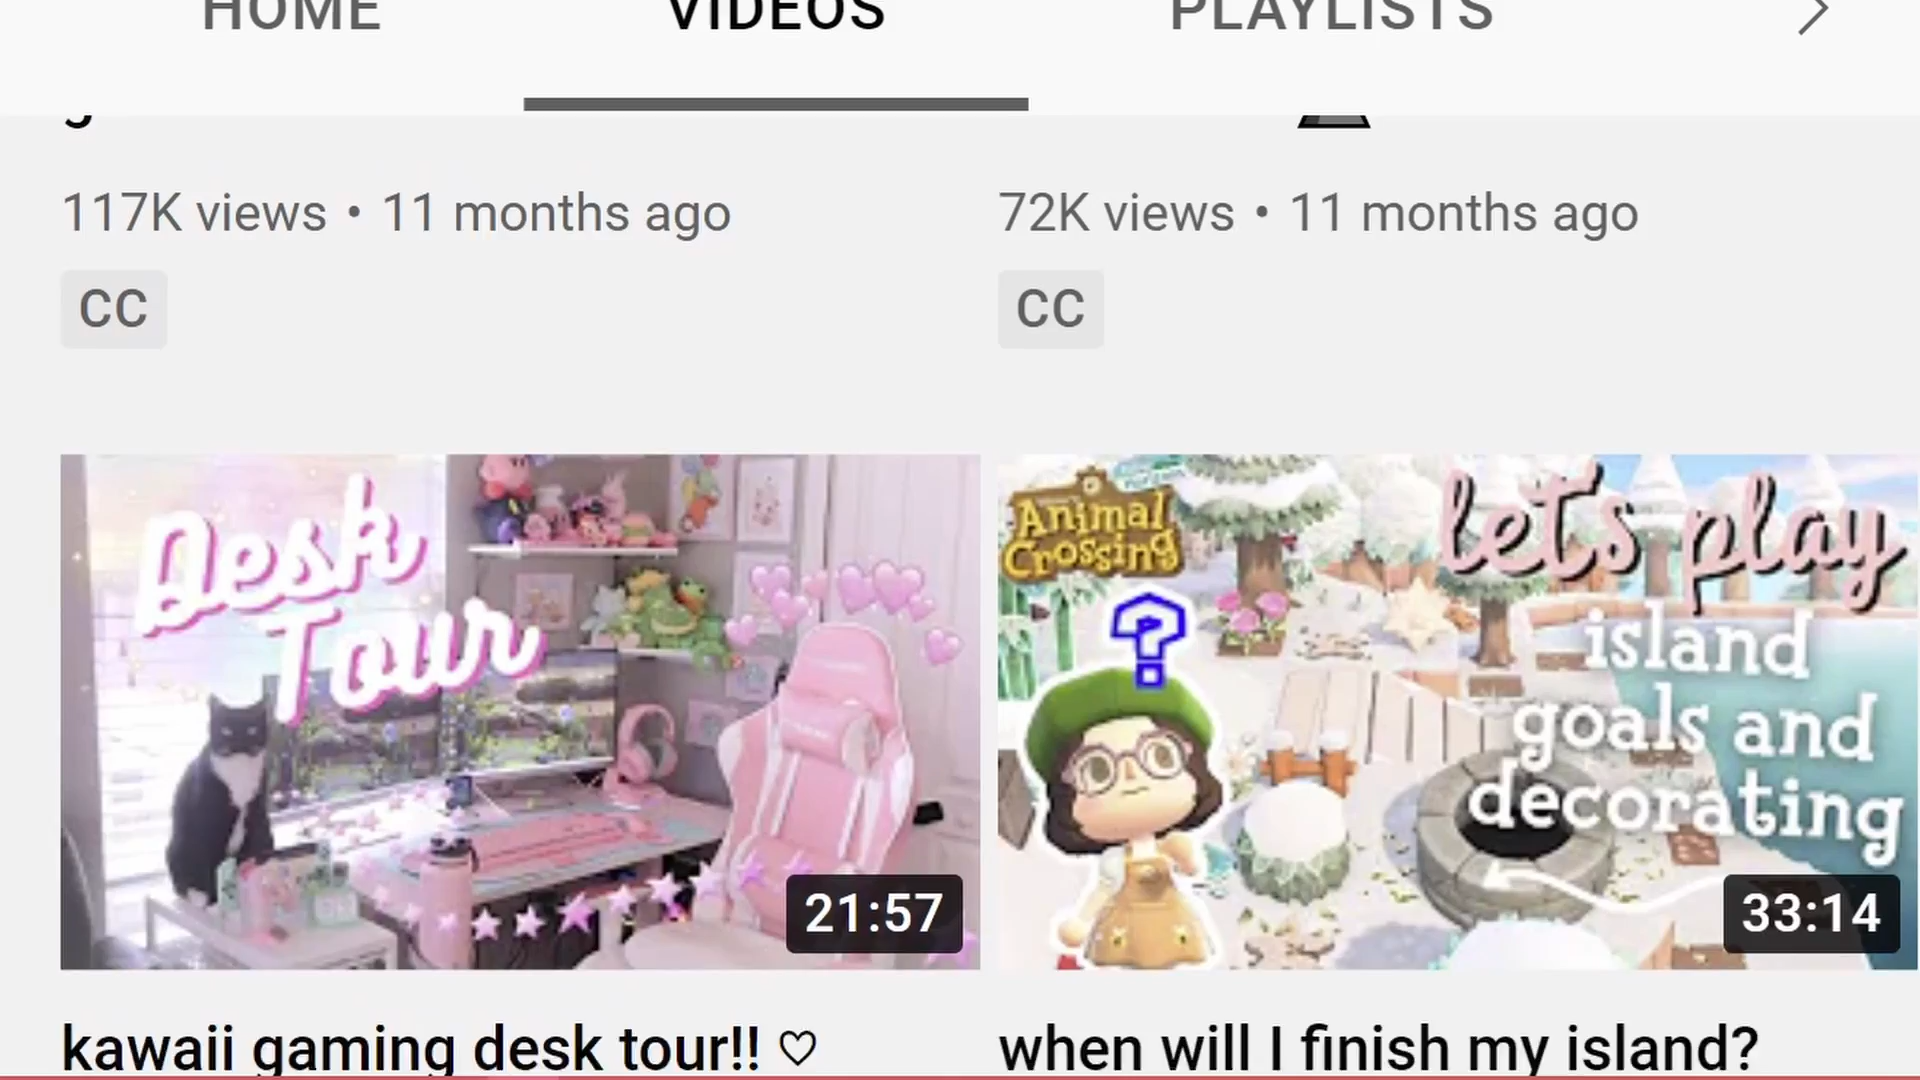 HOME VIDEOS PLAYLISTS
117K views • 11 months ago
72K views • 11 months ago
CC
CC
Desk
Tour
21:57
Animal
Crossing
let's play
island
goals and
decorating
33:14
kawaii gaming desk tour!! ♡
when will I finish my island?